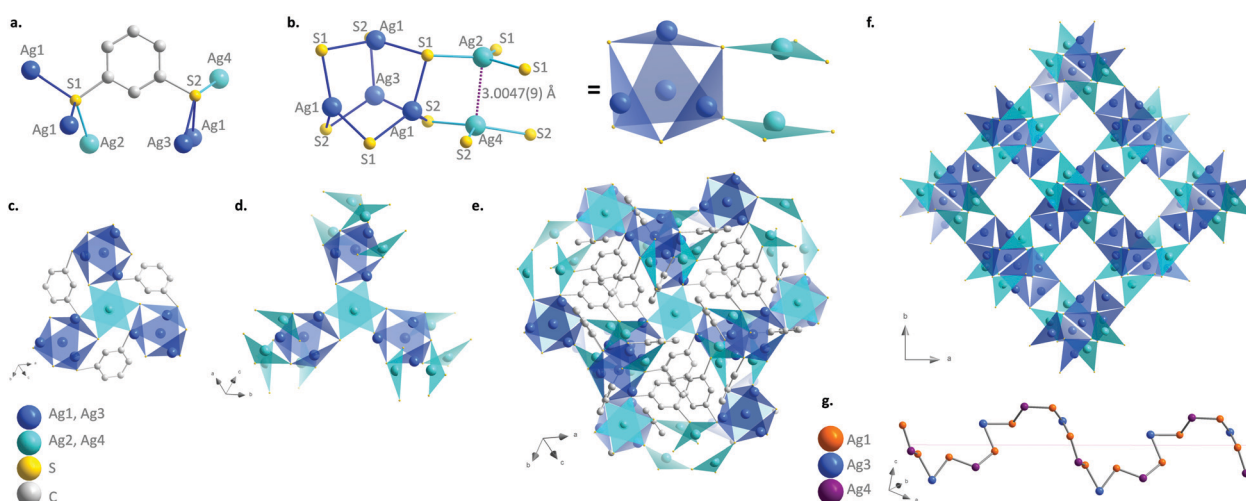 a.
Ag1
S1
S2
Ag4
Ag1
Ag2
Ag3
Ag1
b.
S2
Ag1
S1
S1
Ag2
S1
S1
Ag3
3.0047(9) Å
Ag1
S2
Ag1
S2
S1
Ag4
S2
S2
=
c.
d.
e.
f.
b
a
a
b
a
b
c
Ag1, Ag3
Ag2, Ag4
S
C
g.
Ag1
Ag3
Ag4
c